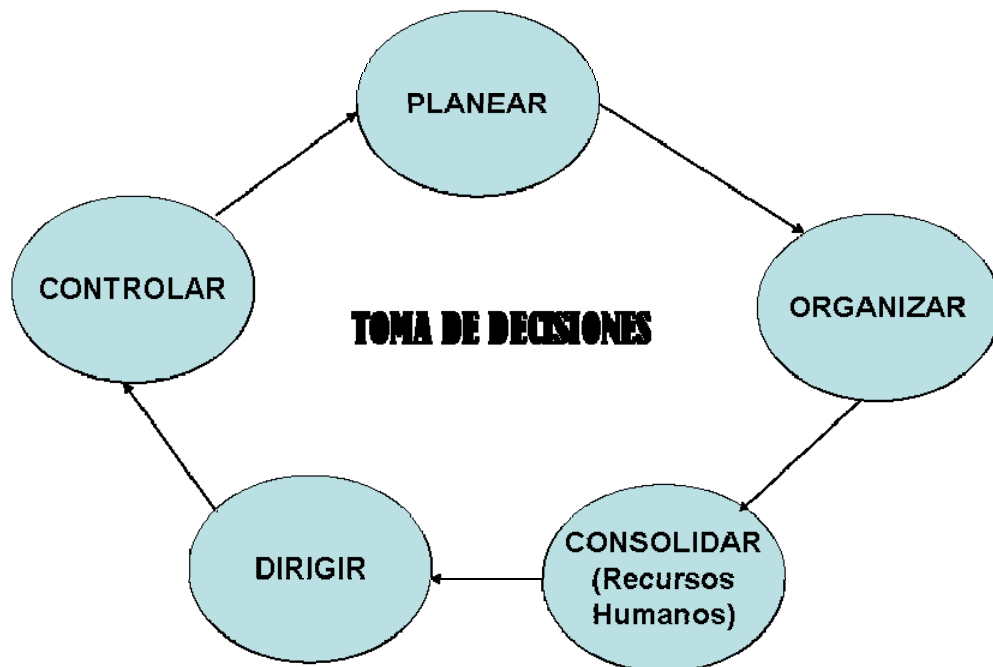 PLANEAR
CONTROLAR
ORGANIZAR
TOMA DE DECISIONES
CONSOLIDAR
(Recursos
Humanos)
DIRIGIR